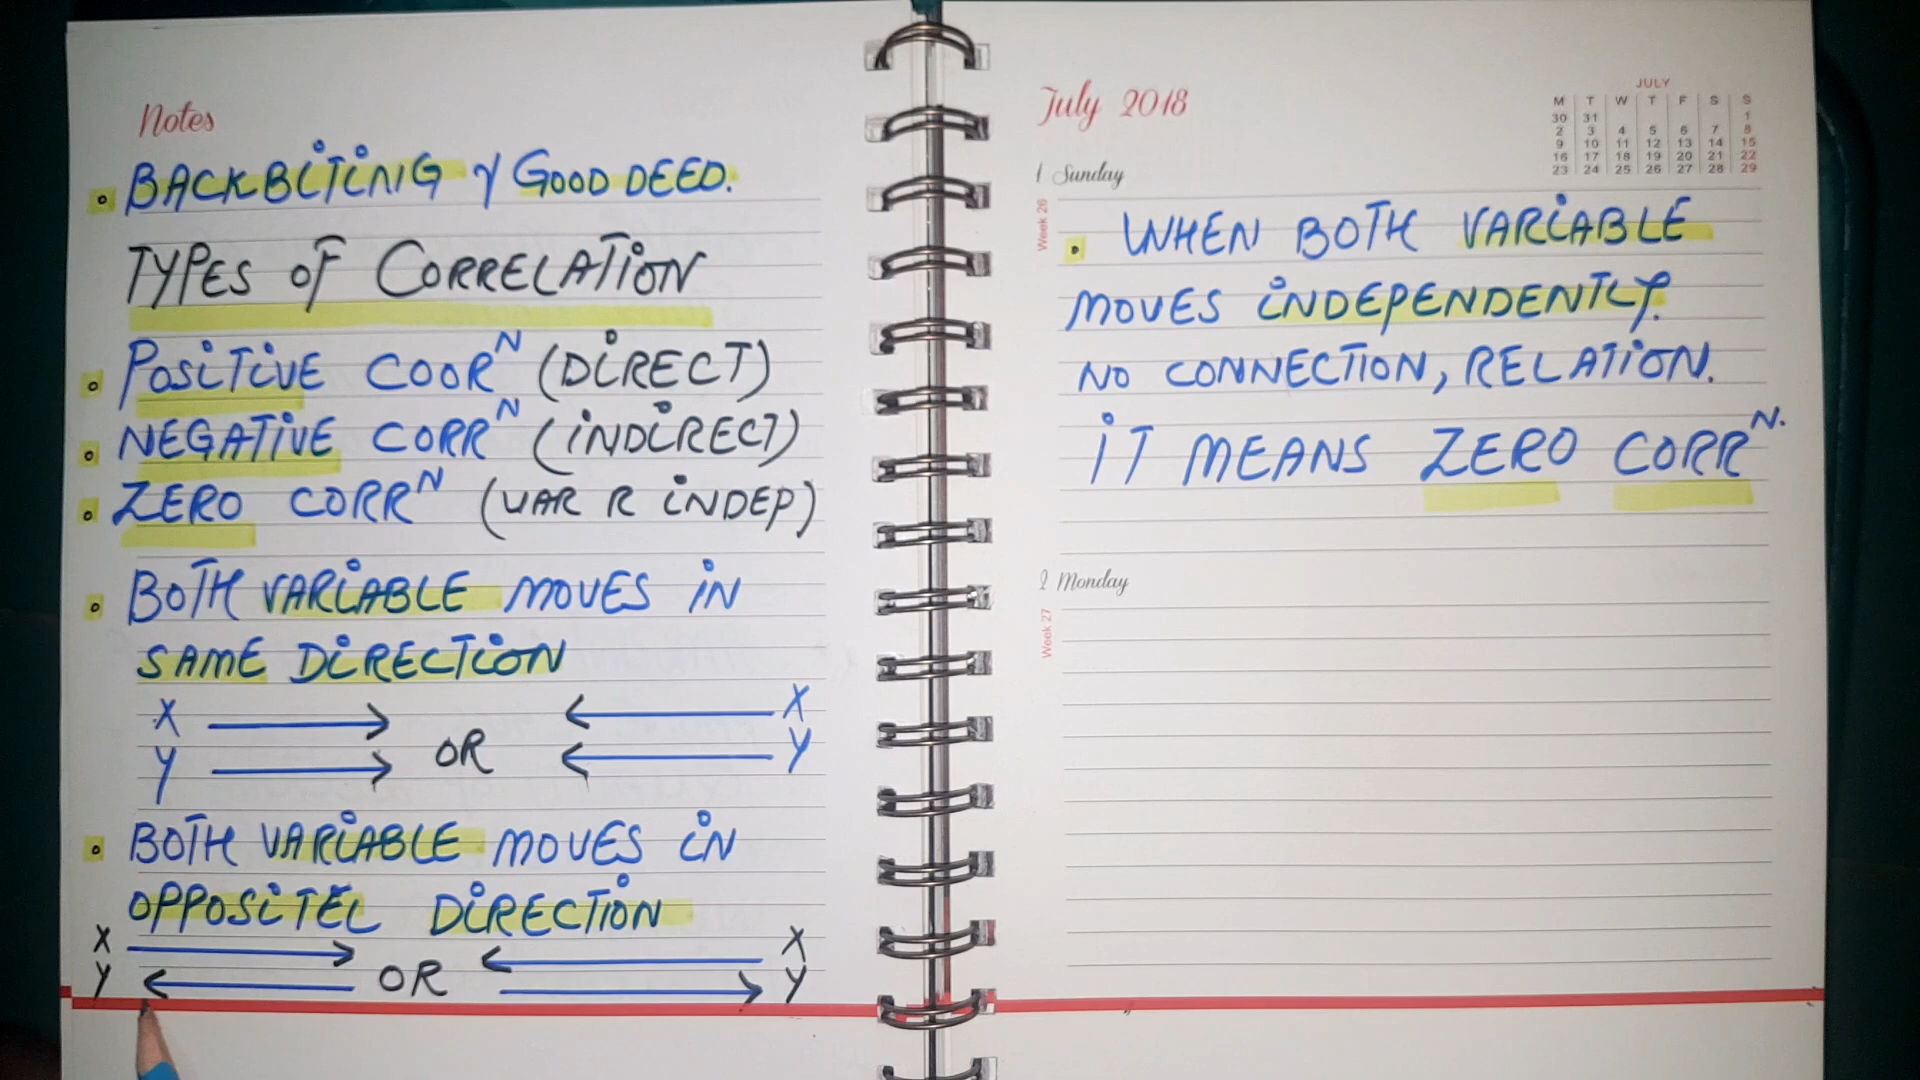 Notes
BACKBITING Y GOOD DEED.
TYPES OF CORRELATION
POSITIVE COORᴺ (DIRECT)
NEGATIVE CORRᴺ (INDIRECT)
ZERO CORRᴺ (VAR R INDEP)
BOTH VARIABLE MOVES IN
SAME DIRECTION
X X
OR
Y Y
BOTH VARIABLE MOVES IN
OPPOSITEL DIRECTION
X X
Y OR Y
July 2018
JULY
M T W T F S S
30 31 1
2 3 4 5 6 7 8
9 10 11 12 13 14 15
16 17 18 19 20 21 22
23 24 25 26 27 28 29
1 Sunday
Week 26
WHEN BOTH VARIABLE
MOVES INDEPENDENTLY.
NO CONNECTION, RELATION.
IT MEANS ZERO CORRᴺ.
2 Monday
Week 27